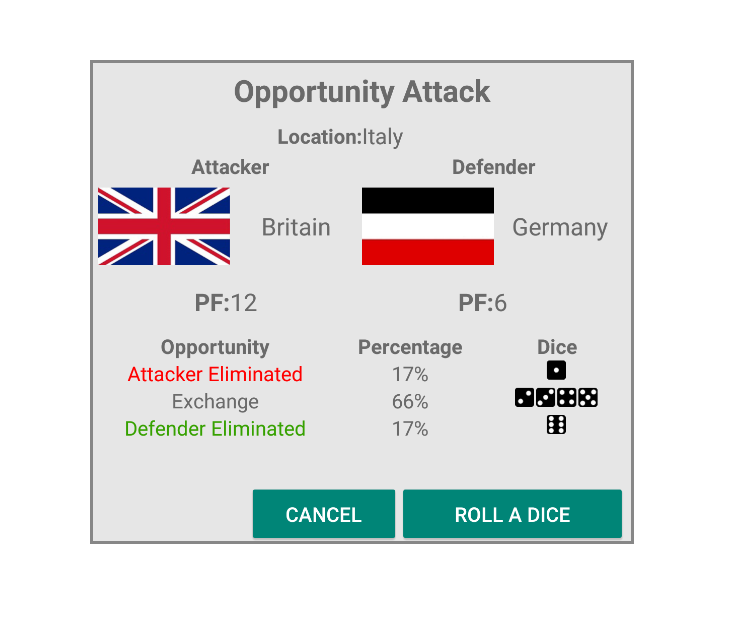 Opportunity Attack
Location:Italy
Attacker Defender
Britain Germany
PF:12 PF:6
Opportunity Percentage Dice
Attacker Eliminated 17%
Exchange 66%
Defender Eliminated 17%
CANCEL ROLL A DICE